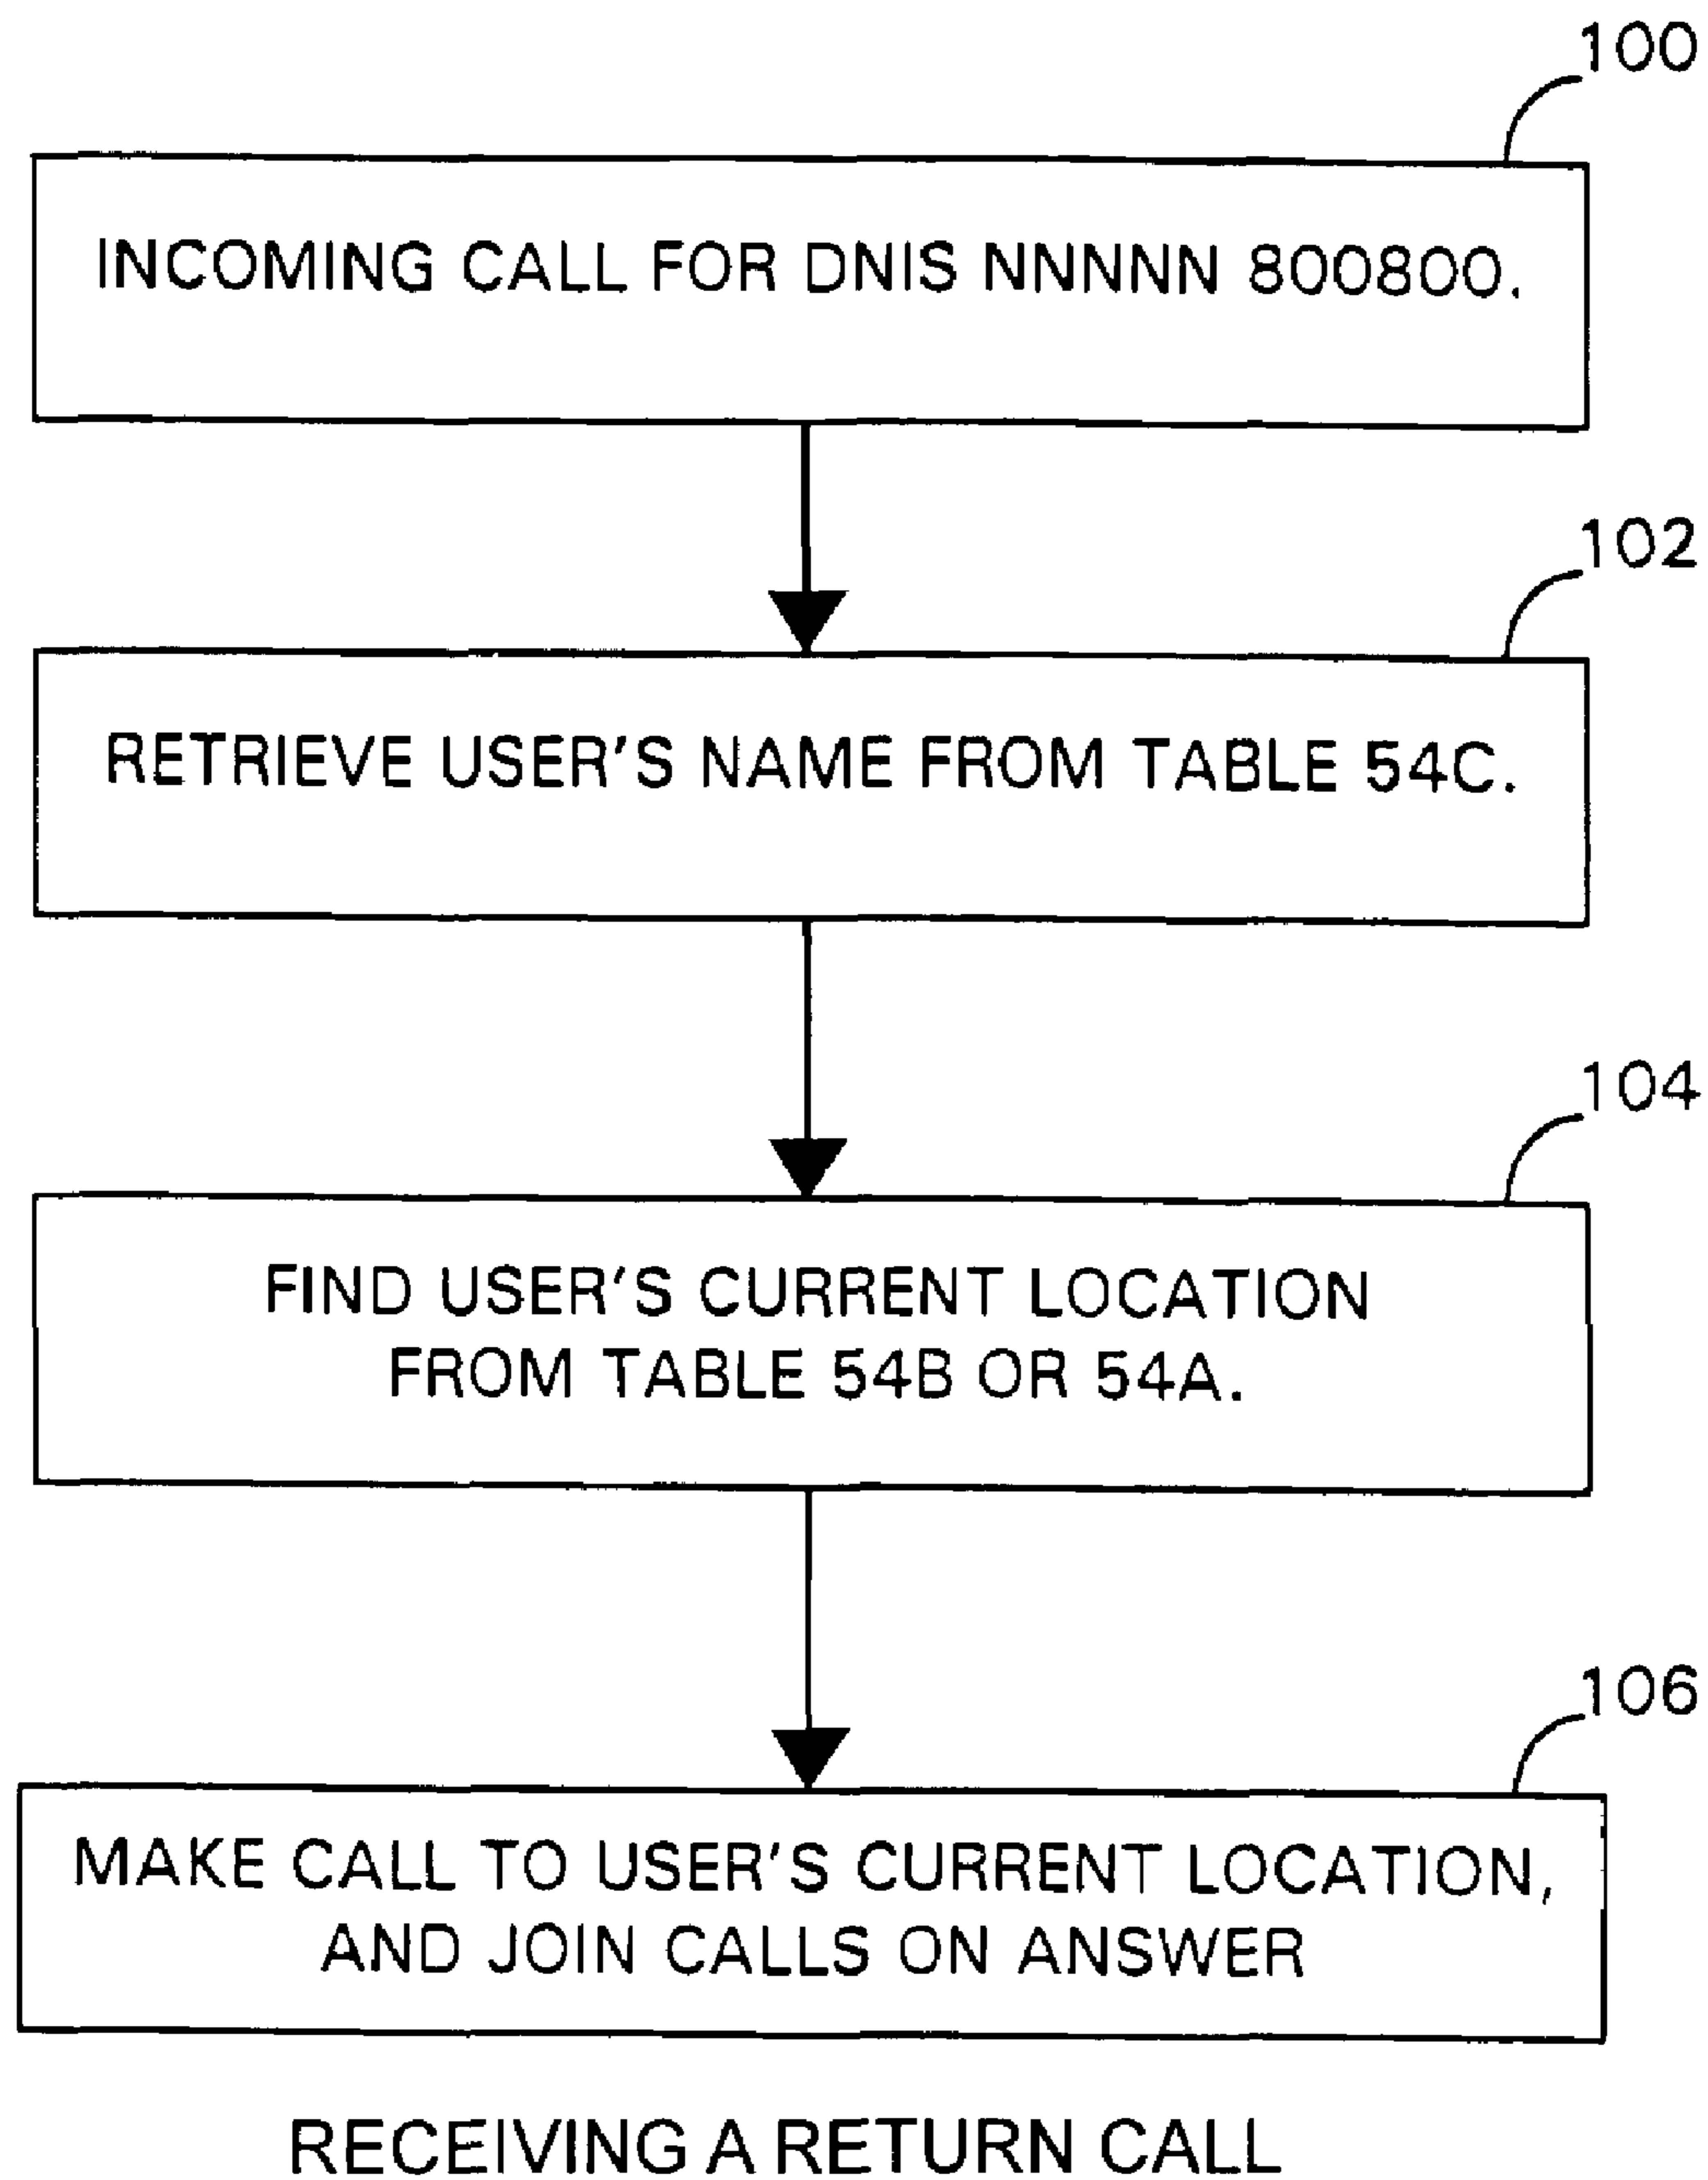 100
INCOMING CALL FOR DNIS NNNNN 800800.
102
RETRIEVE USER'S NAME FROM TABLE 54C.
104
FIND USER'S CURRENT LOCATION
FROM TABLE 54B OR 54A.
106
MAKE CALL TO USER'S CURRENT LOCATION,
AND JOIN CALLS ON ANSWER
RECEIVING A RETURN CALL